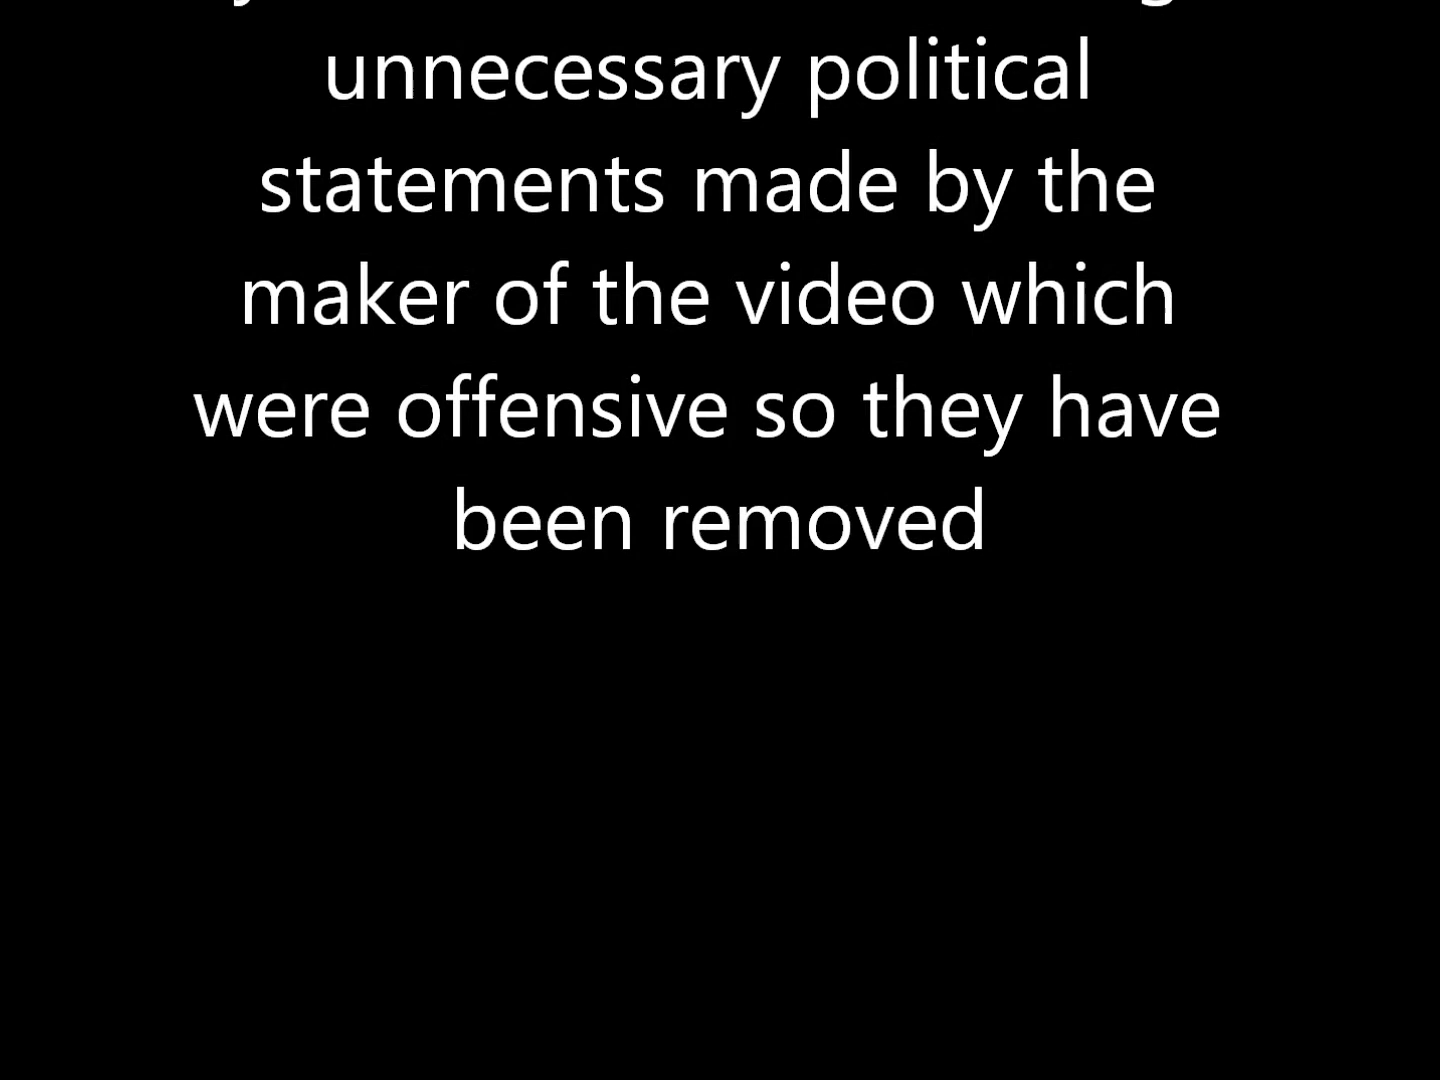 unnecessary political
statements made by the
maker of the video which
were offensive so they have
been removed